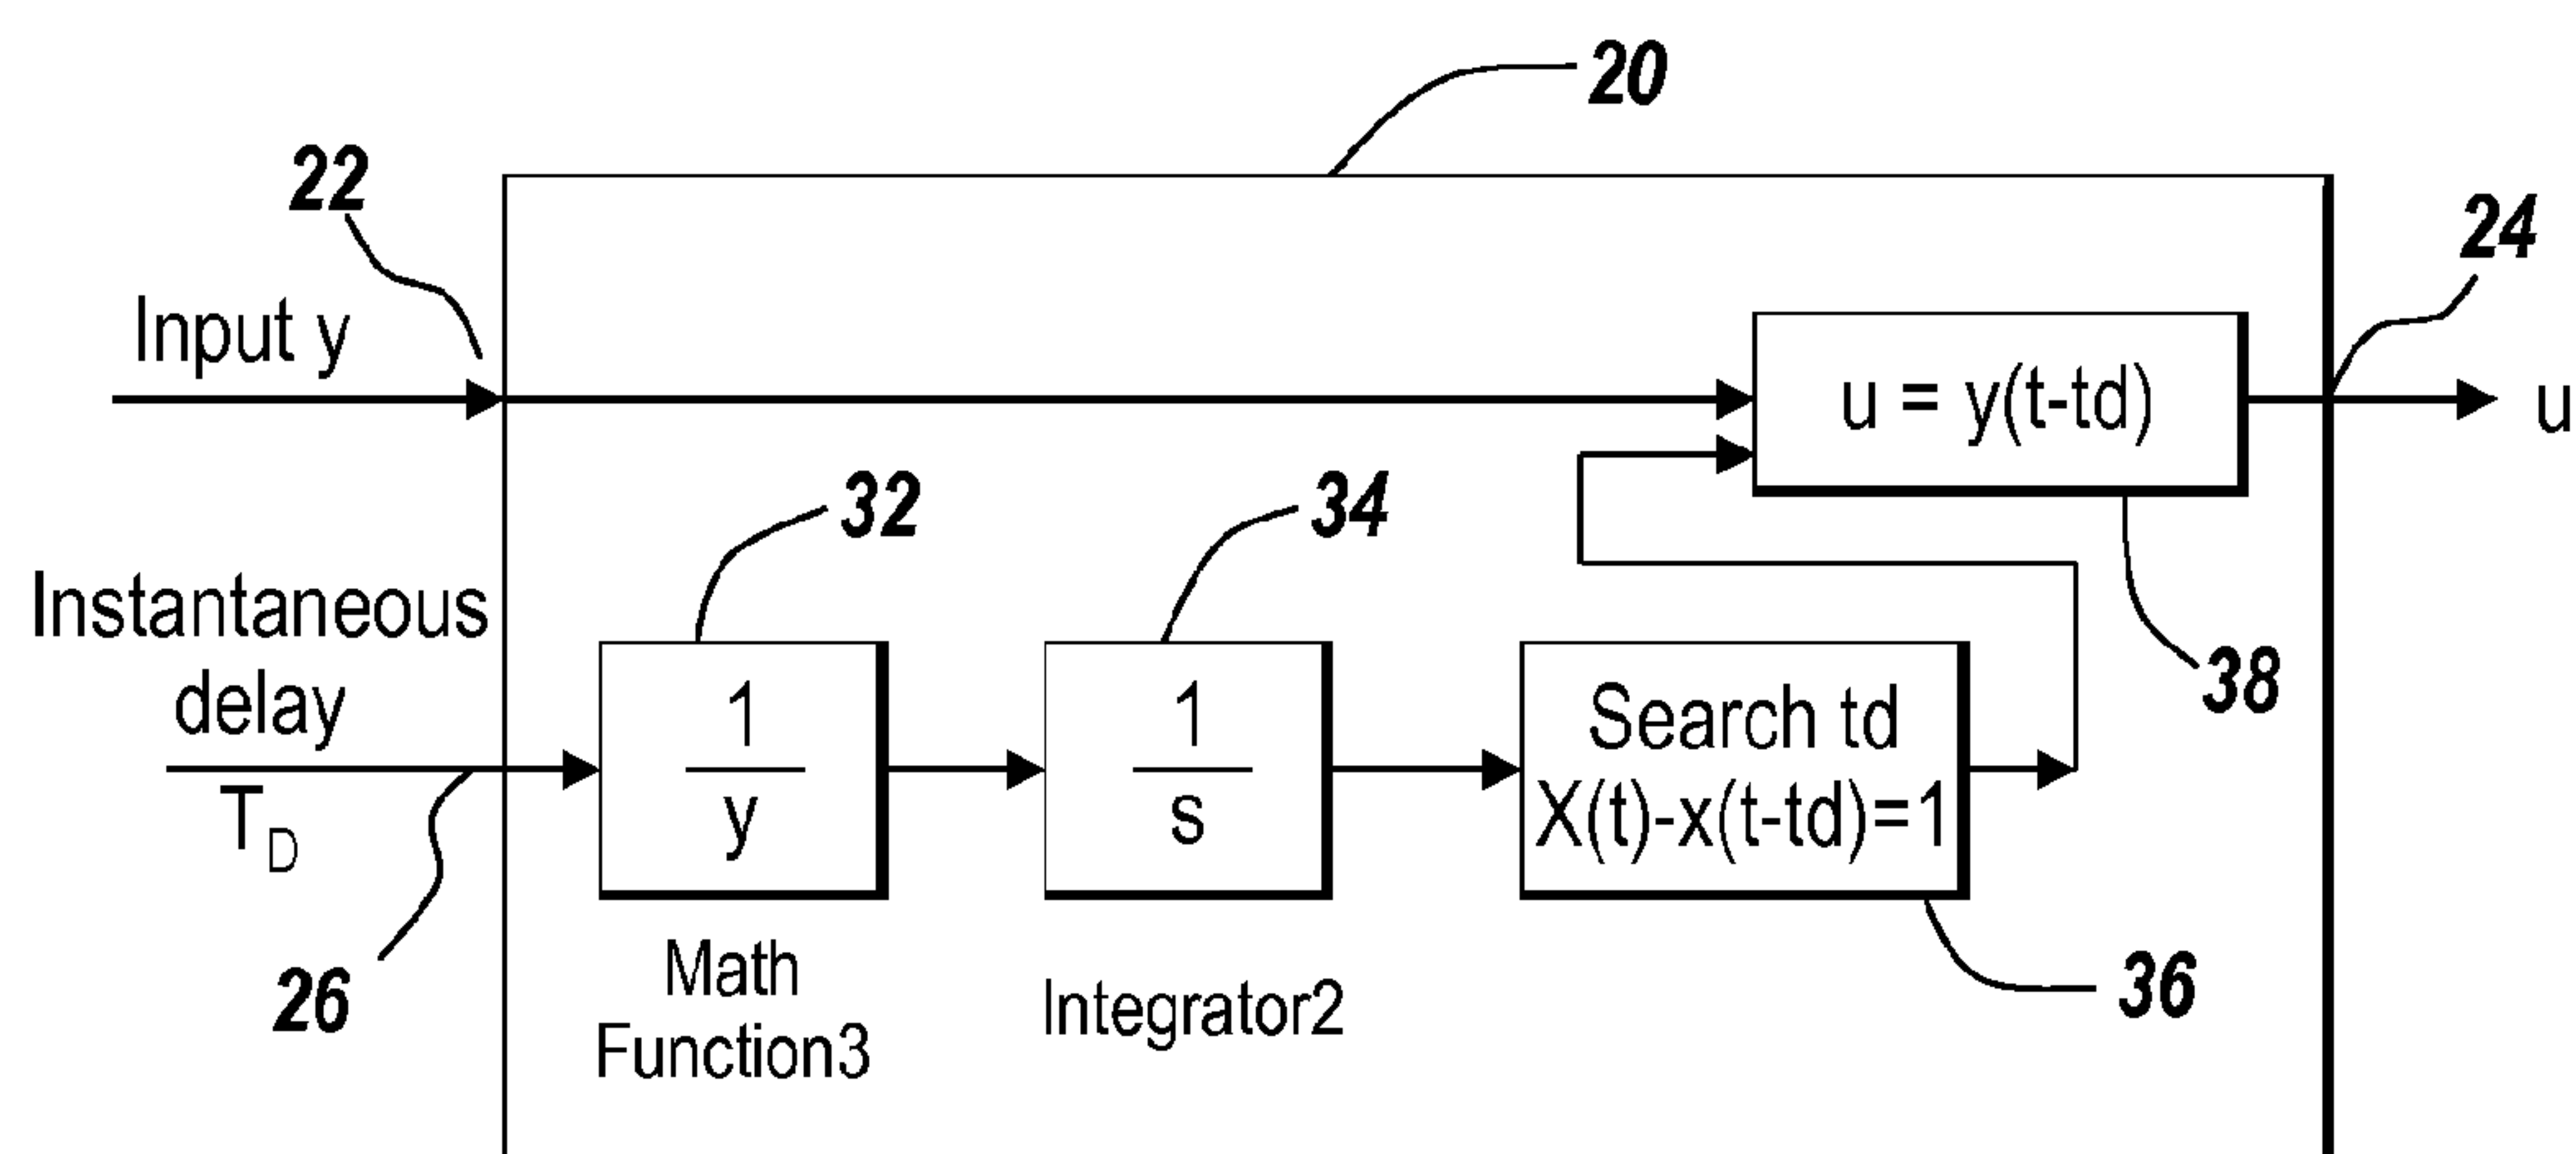 20
22
24
Input y
u = y(t-td)
u
32
34
Instantaneous
delay
T_D
38
1
y
1
s
Search td
X(t)-x(t-td)=1
26
Math
Function3
Integrator2
36